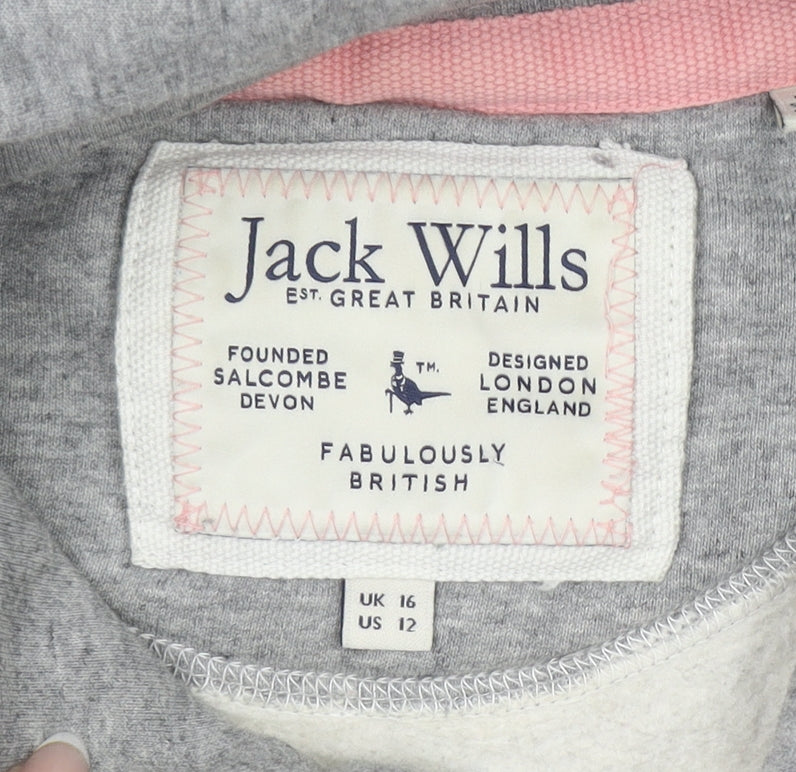 Jack Wills
EST. GREAT BRITAIN
FOUNDED
SALCOMBE
DEVON
TM.
DESIGNED
LONDON
ENGLAND
FABULOUSLY
BRITISH
UK 16
US 12